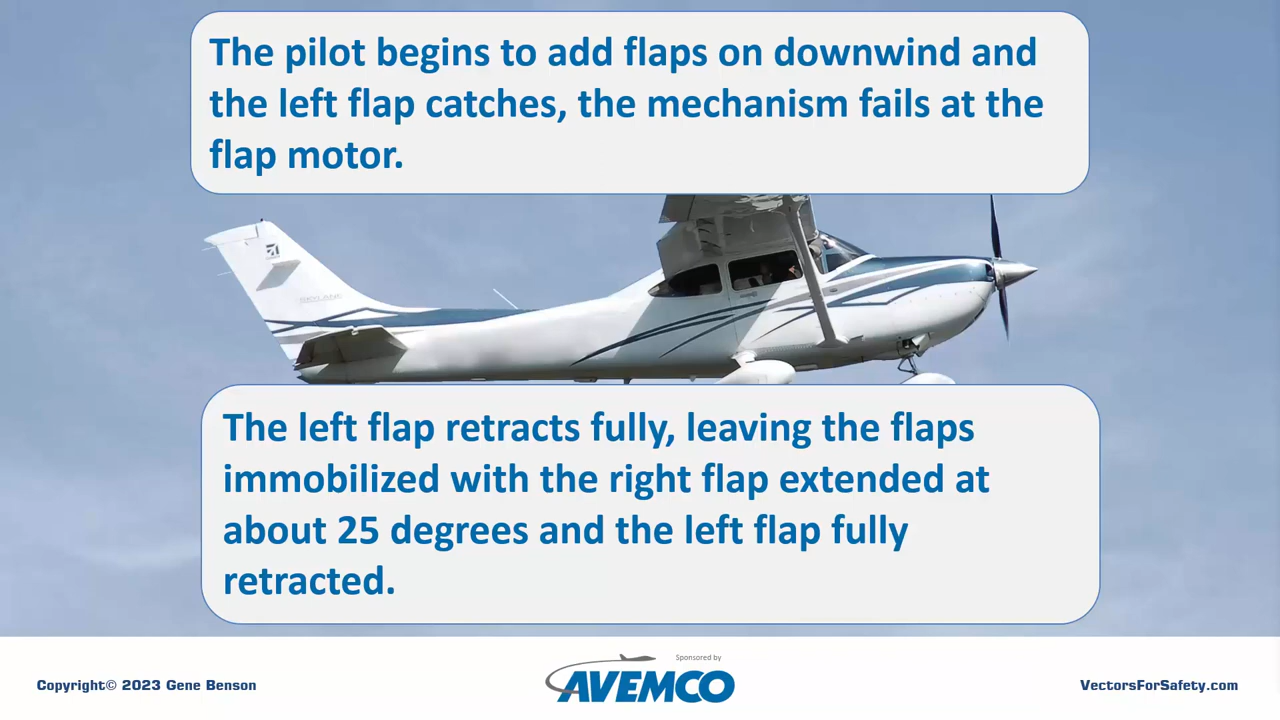 The pilot begins to add flaps on downwind and
the left flap catches, the mechanism fails at the
flap motor.
SKYLANE
The left flap retracts fully, leaving the flaps
immobilized with the right flap extended at
about 25 degrees and the left flap fully
retracted.
Copyright© 2023 Gene Benson
Sponsored by
AVEMCO
VectorsForSafety.com